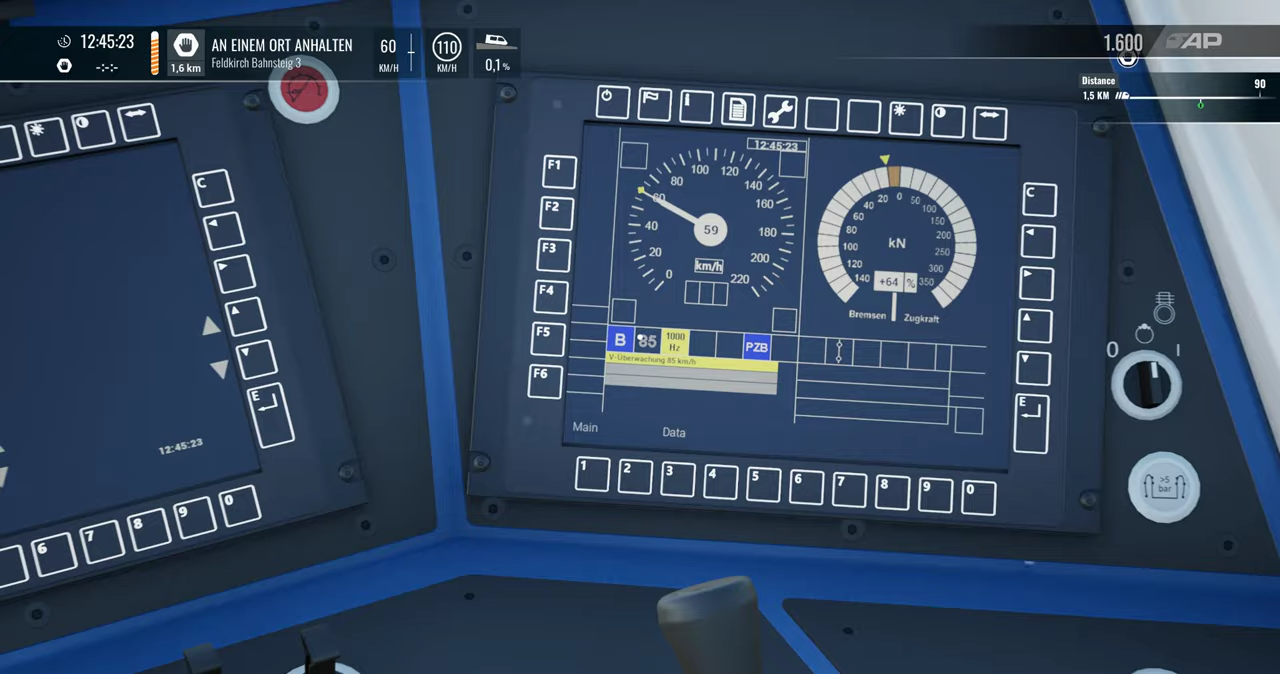 12:45:23
-:-:-
1,6 km
AN EINEM ORT ANHALTEN
Feldkirch Bahnsteig 3
60
KM/H
110
KM/H
0,1 %
1.600
AP
Distance
1,5 KM
90
C
E
12:45:23
6
7
8
9
0
F1
F2
F3
F4
F5
F6
12:45:23
0
20
40
60
80
100
120
140
160
180
200
220
59
km/h
140
120
100
80
60
40
20
0
50
100
150
200
250
300
350
kN
+64 %
Bremsen
Zugkraft
B
85
1000
Hz
PZB
V-Überwachung 85 km/h
Main
Data
1
2
3
4
5
6
7
8
9
0
C
E
0
I
>5
bar